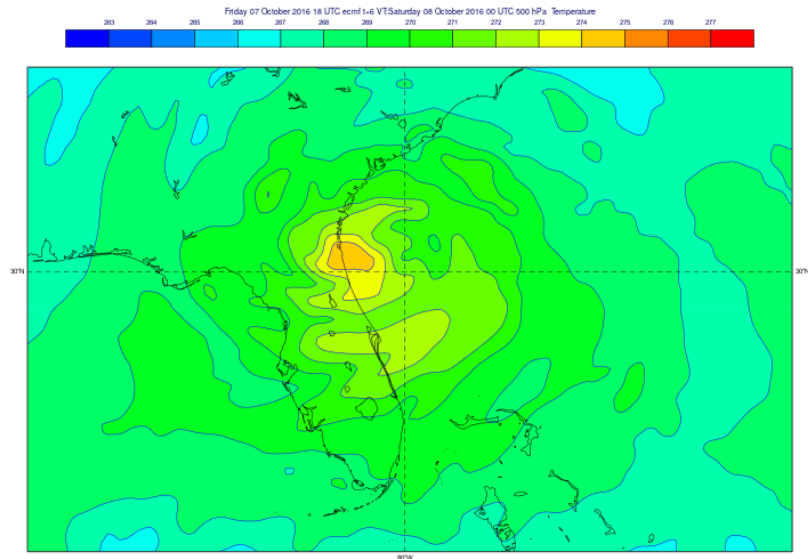 Friday 07 October 2016 18 UTC ecmf t+6 VT:Saturday 08 October 2016 00 UTC 500 hPa Temperature
263 264 265 266 267 268 269 270 271 272 273 274 275 276 277
30°N 30°N
80°W